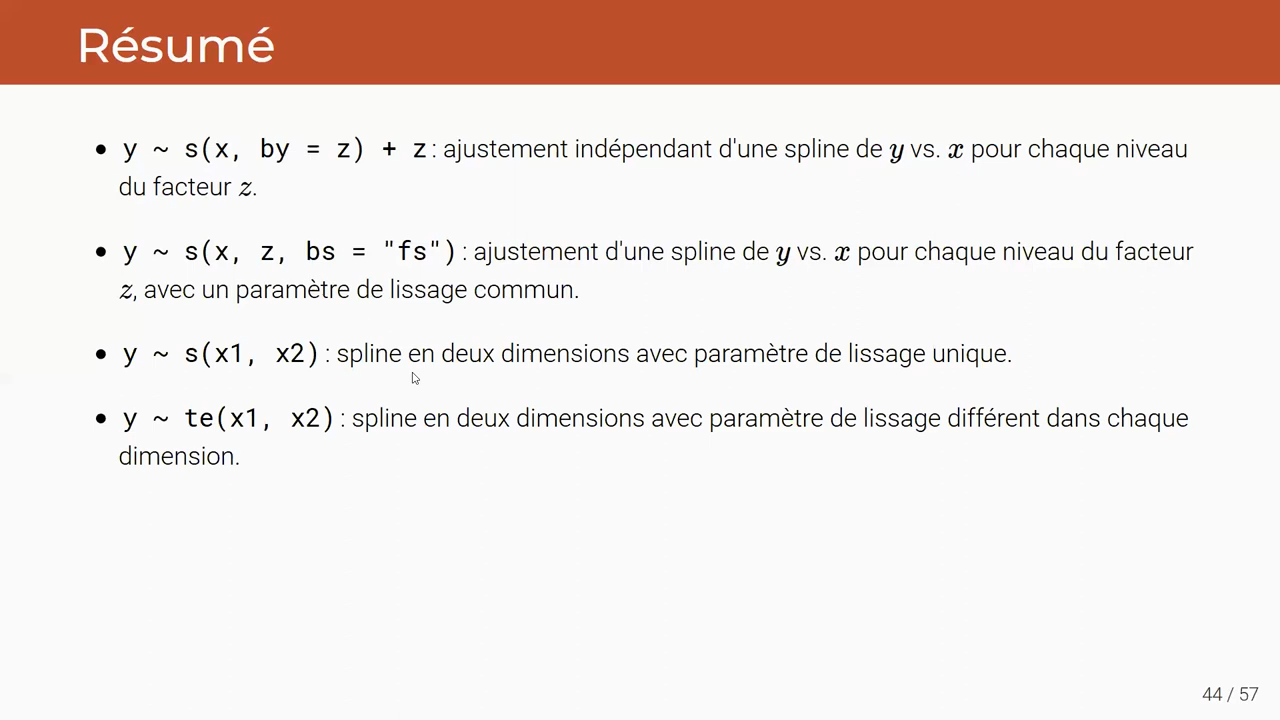 Résumé
• y ~ s(x, by = z) + z : ajustement indépendant d'une spline de y vs. x pour chaque niveau
du facteur z.
• y ~ s(x, z, bs = "fs") : ajustement d'une spline de y vs. x pour chaque niveau du facteur
z, avec un paramètre de lissage commun.
• y ~ s(x1, x2) : spline en deux dimensions avec paramètre de lissage unique.
• y ~ te(x1, x2) : spline en deux dimensions avec paramètre de lissage différent dans chaque
dimension.
44 / 57